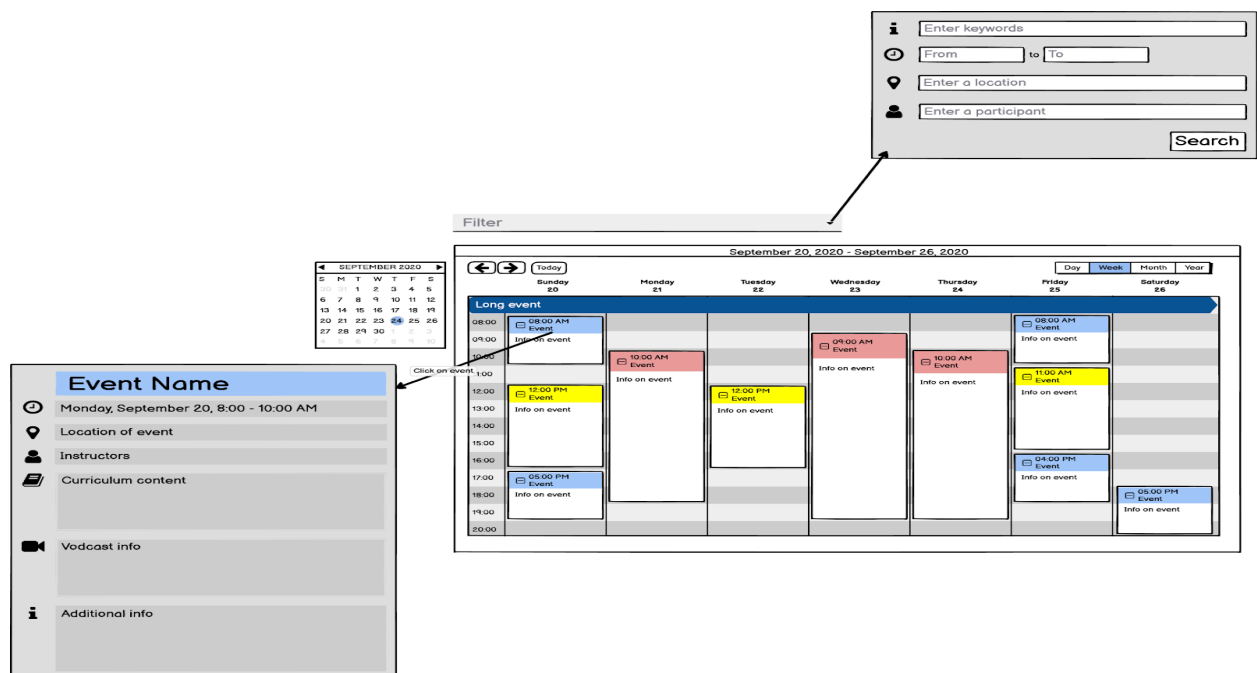 Enter keywords
From to To
Enter a location
Enter a participant
Search
Filter
September 20, 2020 - September 26, 2020
Today
Day Week Month Year
Sunday Monday Tuesday Wednesday Thursday Friday Saturday
20 21 22 23 24 25 26
Long event
SEPTEMBER 2020
S M T W T F S
30 31 1 2 3 4 5
6 7 8 9 10 11 12
13 14 15 16 17 18 19
20 21 22 23 24 25 26
27 28 29 30 1 2 3
4 5 6 7 8 9 10
08:00
09:00
10:00
1:00
12:00
13:00
14:00
15:00
16:00
17:00
18:00
19:00
20:00
08:00 AM
Event
Info on event
12:00 PM
Event
Info on event
05:00 PM
Event
Info on event
10:00 AM
Event
Info on event
12:00 PM
Event
Info on event
09:00 AM
Event
Info on event
10:00 AM
Event
Info on event
08:00 AM
Event
Info on event
11:00 AM
Event
Info on event
04:00 PM
Event
Info on event
05:00 PM
Event
Info on event
Click on event
Event Name
Monday, September 20, 8:00 - 10:00 AM
Location of event
Instructors
Curriculum content
Vodcast info
Additional info